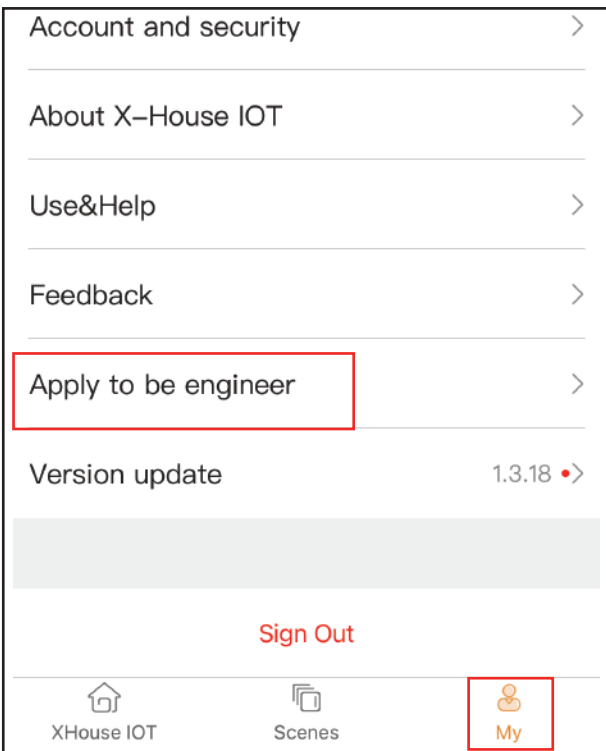 Account and security
About X-House IOT
Use&Help
Feedback
Apply to be engineer
Version update 1.3.18
Sign Out
XHouse IOT Scenes My